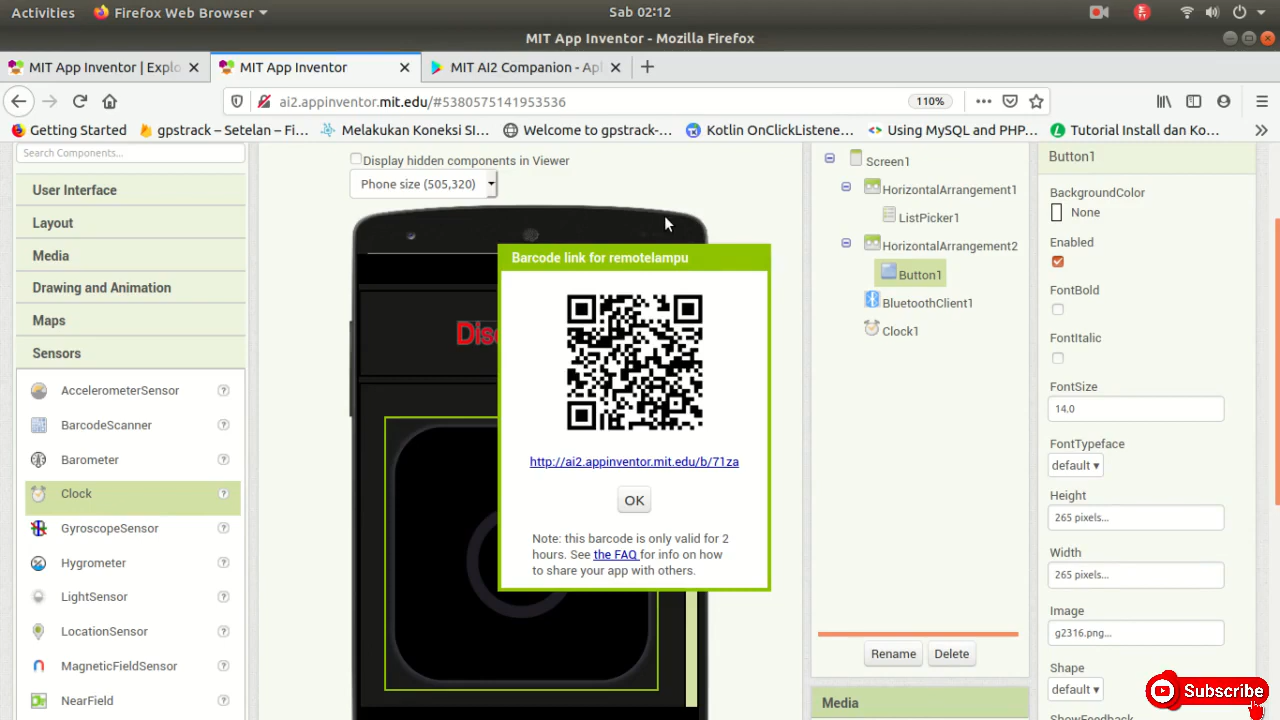 Activities
Firefox Web Browser
Sab 02:12
MIT App Inventor - Mozilla Firefox
MIT App Inventor | Explo
MIT App Inventor
MIT AI2 Companion - Apl
ai2.appinventor.mit.edu/#5380575141953536
110%
Getting Started
gpstrack – Setelan – Fi…
Melakukan Koneksi SI…
Welcome to gpstrack-…
Kotlin OnClickListene…
Using MySQL and PHP…
Tutorial Install dan Ko…
Search Components...
User Interface
Layout
Media
Drawing and Animation
Maps
Sensors
AccelerometerSensor
BarcodeScanner
Barometer
Clock
GyroscopeSensor
Hygrometer
LightSensor
LocationSensor
MagneticFieldSensor
NearField
Display hidden components in Viewer
Phone size (505,320)
Barcode link for remotelampu
http://ai2.appinventor.mit.edu/b/71za
OK
Note: this barcode is only valid for 2
hours. See the FAQ for info on how
to share your app with others.
Screen1
HorizontalArrangement1
ListPicker1
HorizontalArrangement2
Button1
BluetoothClient1
Clock1
Rename
Delete
Media
Button1
BackgroundColor
None
Enabled
FontBold
FontItalic
FontSize
14.0
FontTypeface
default
Height
265 pixels...
Width
265 pixels...
Image
g2316.png...
Shape
default
ShowFeedback
Subscribe